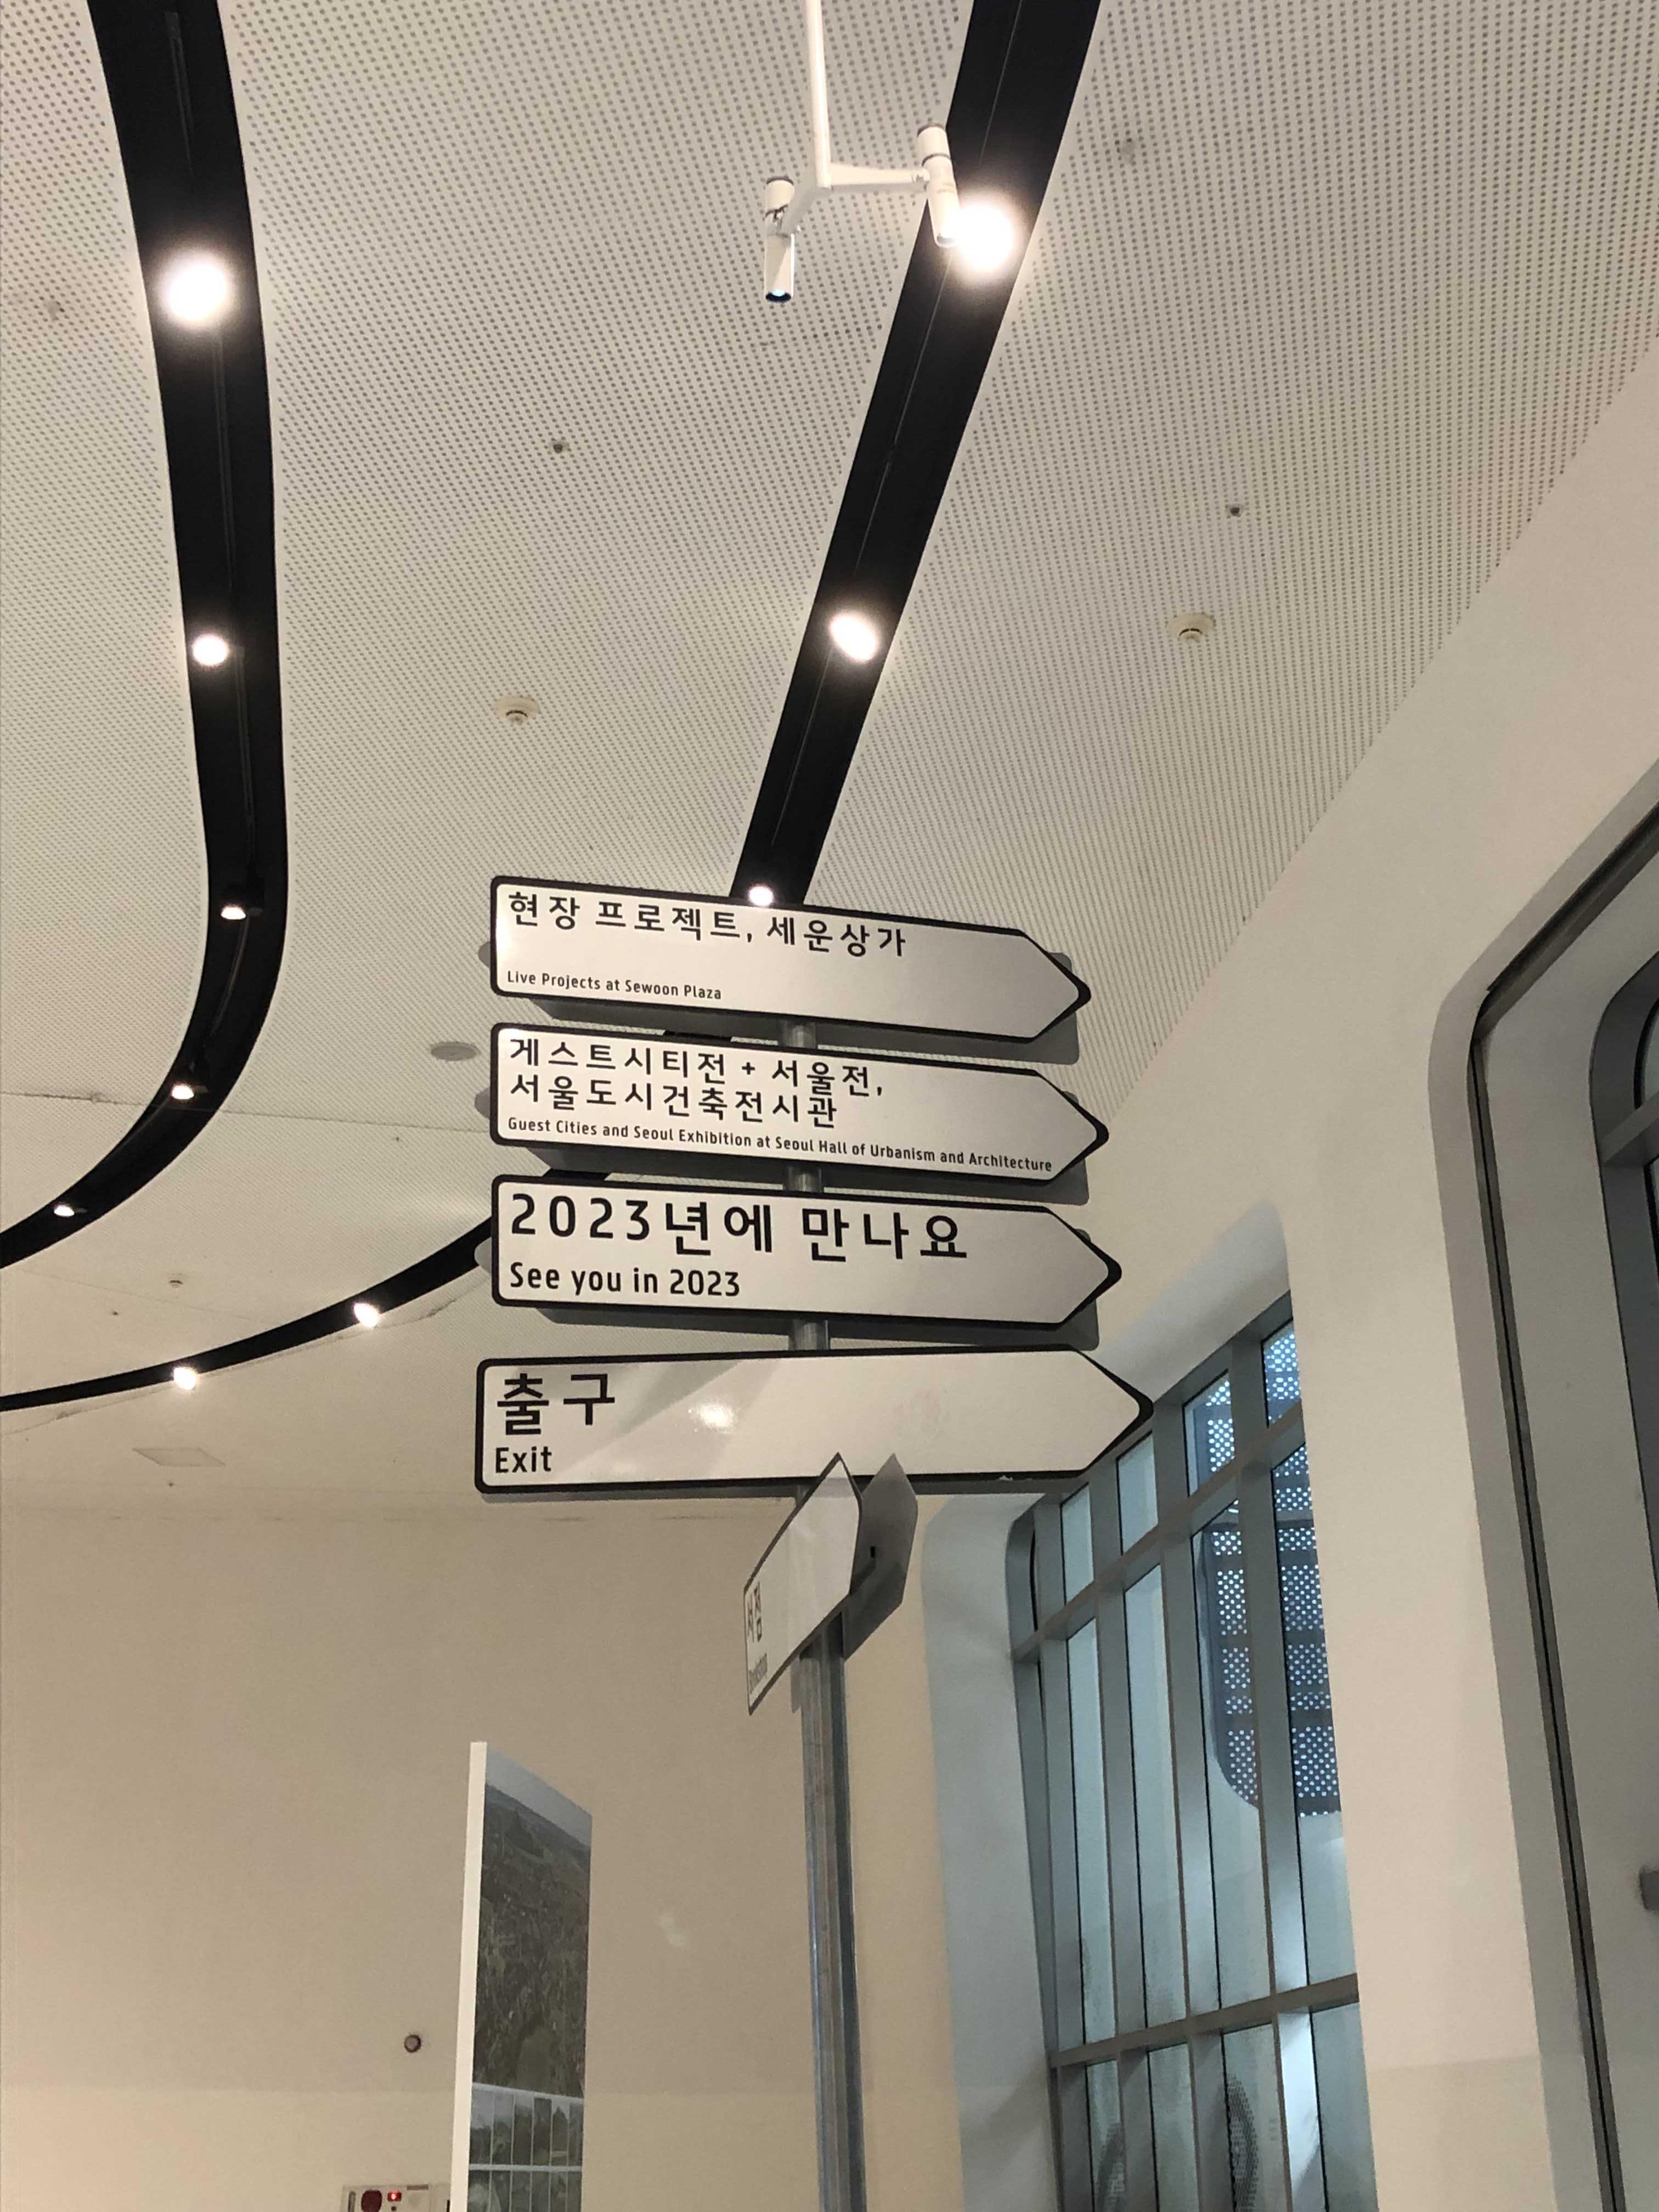 현장 프로젝트, 세운상가
Live Projects at Sewoon Plaza
게스트시티전 + 서울전,
서울도시건축전시관
Guest Cities and Seoul Exhibition at Seoul Hall of Urbanism and Architecture
2023년에 만나요
See you in 2023
출구
Exit
서점